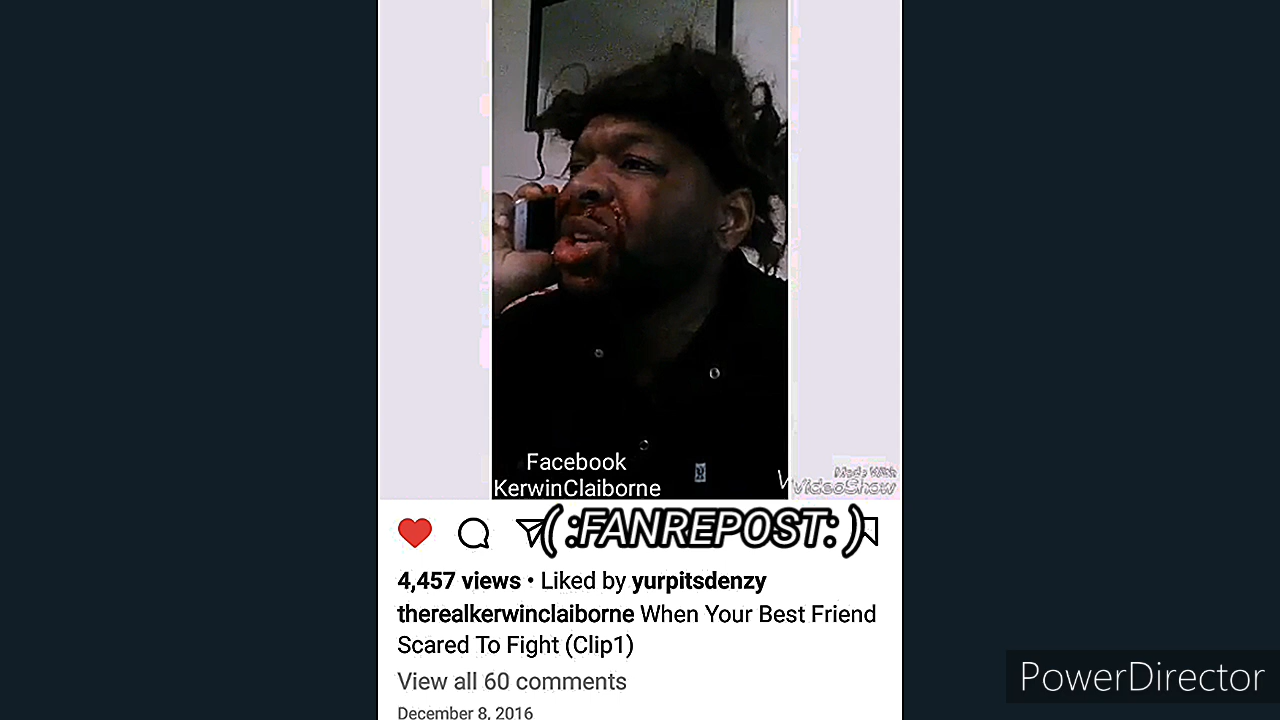 Facebook
KerwinClaiborne
Made With
VideoShow
( :FANREPOST: )
4,457 views • Liked by yurpitsdenzy
therealkerwinclaiborne When Your Best Friend
Scared To Fight (Clip1)
View all 60 comments
December 8, 2016
PowerDirector